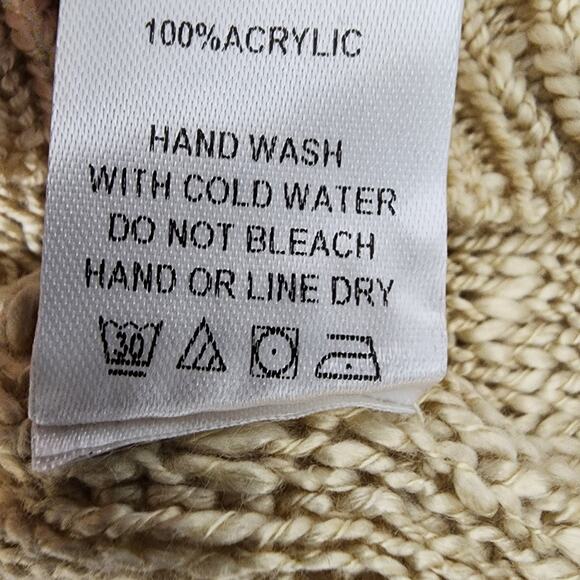 100%ACRYLIC
HAND WASH
WITH COLD WATER
DO NOT BLEACH
HAND OR LINE DRY
30